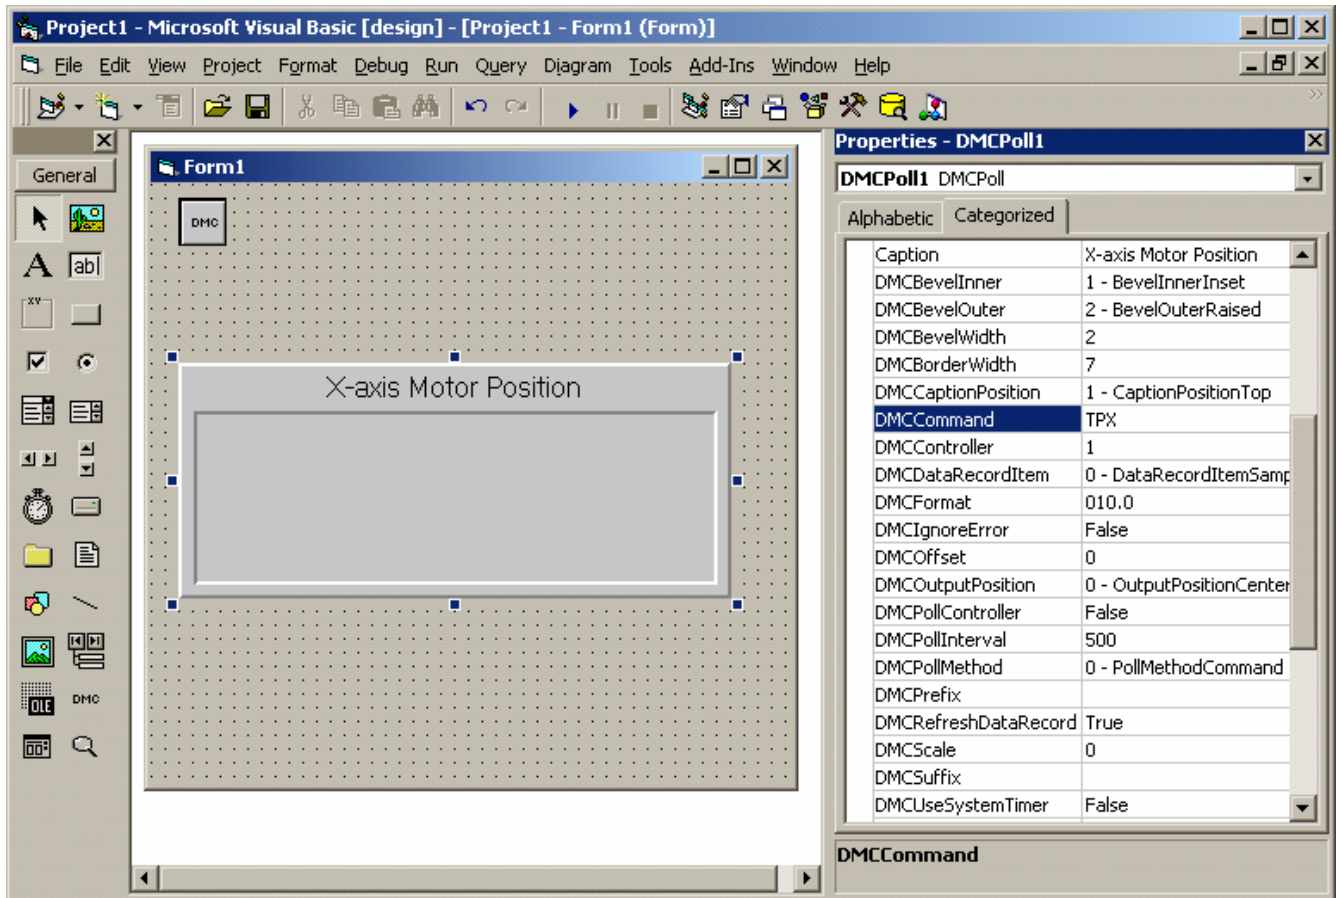 Project1 - Microsoft Visual Basic [design] - [Project1 - Form1 (Form)]
File Edit View Project Format Debug Run Query Diagram Tools Add-Ins Window Help
General
A
ab
XY
OLE
DMC
Form1
DMC
X-axis Motor Position
Properties - DMCPoll1
DMCPoll1 DMCPoll
Alphabetic Categorized
Caption X-axis Motor Position
DMCBevelInner 1 - BevelInnerInset
DMCBevelOuter 2 - BevelOuterRaised
DMCBevelWidth 2
DMCBorderWidth 7
DMCCaptionPosition 1 - CaptionPositionTop
DMCCommand TPX
DMCController 1
DMCDataRecordItem 0 - DataRecordItemSamp
DMCFormat 010.0
DMCIgnoreError False
DMCOffset 0
DMCOutputPosition 0 - OutputPositionCenter
DMCPollController False
DMCPollInterval 500
DMCPollMethod 0 - PollMethodCommand
DMCPrefix
DMCRefreshDataRecord True
DMCScale 0
DMCSuffix
DMCUseSystemTimer False
DMCCommand